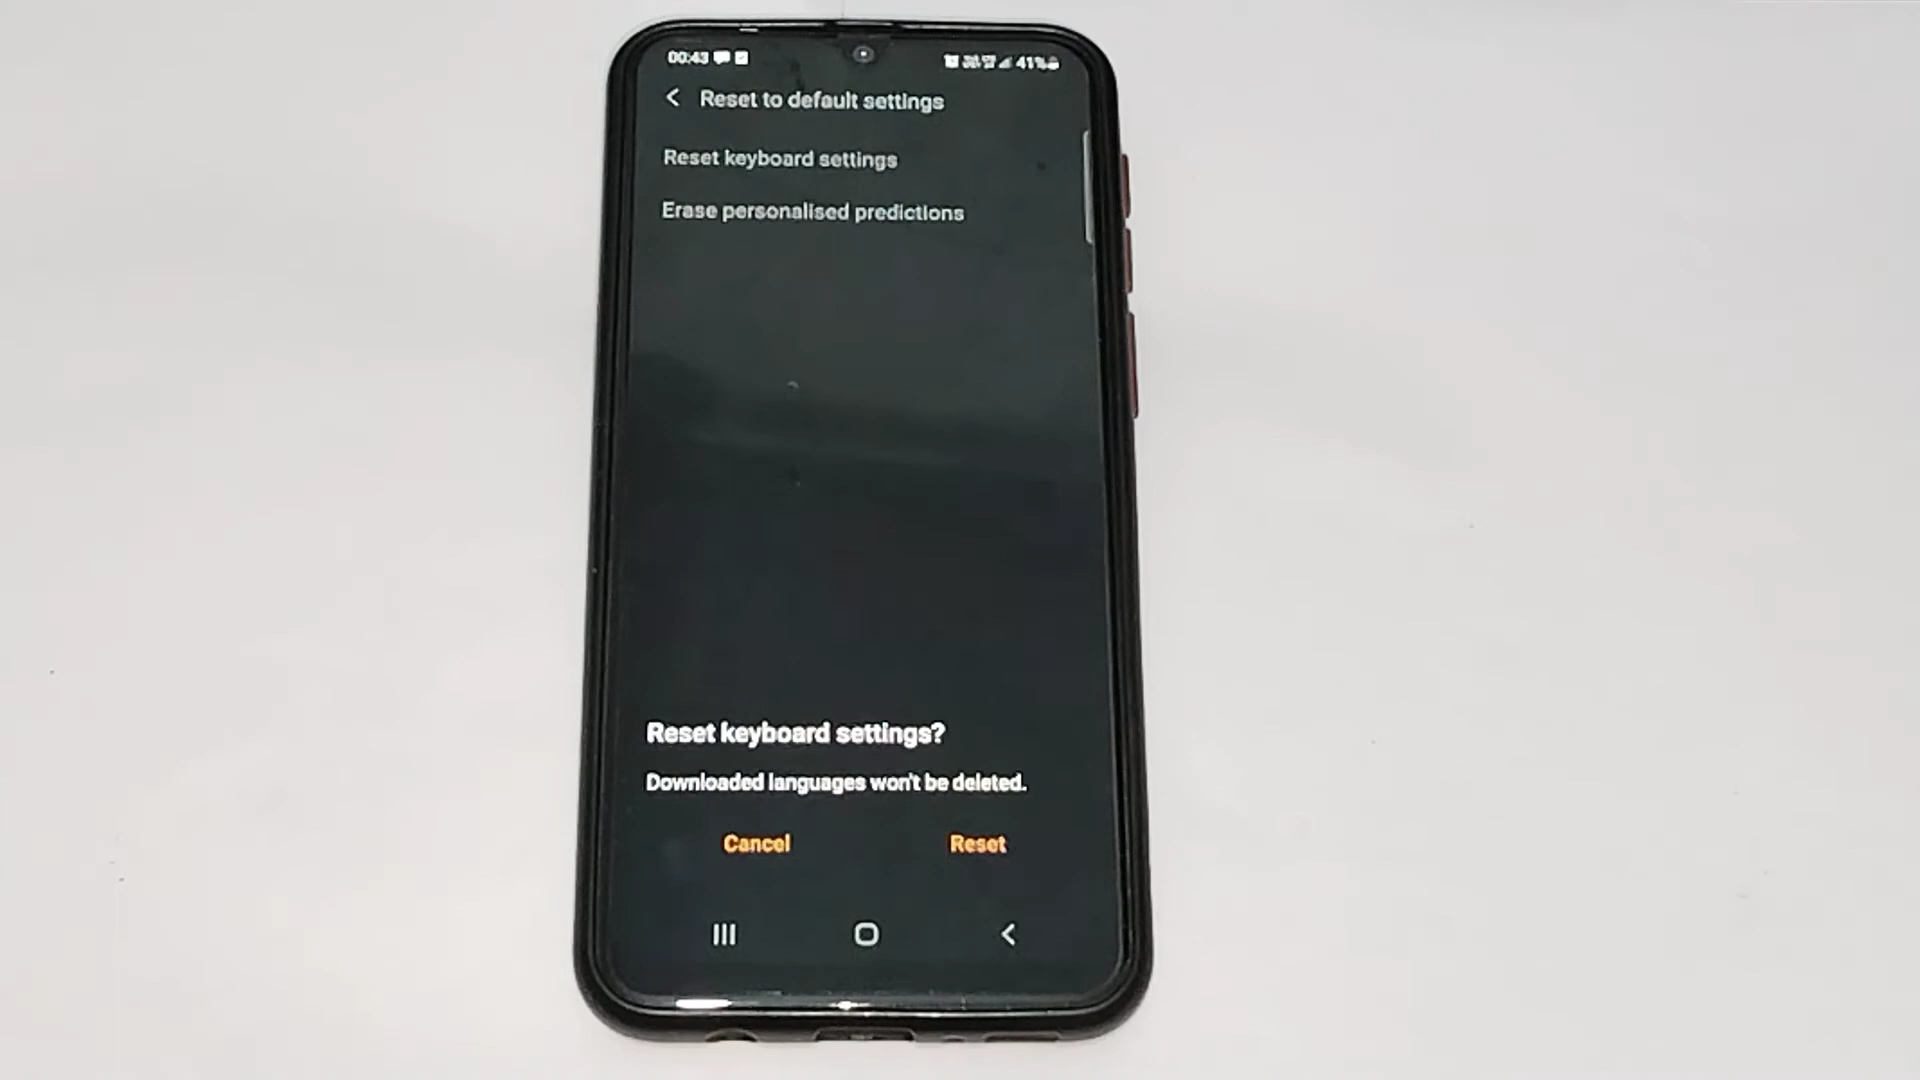 00:43 41%
Reset to default settings
Reset keyboard settings
Erase personalised predictions
Reset keyboard settings?
Downloaded languages won't be deleted.
Cancel Reset